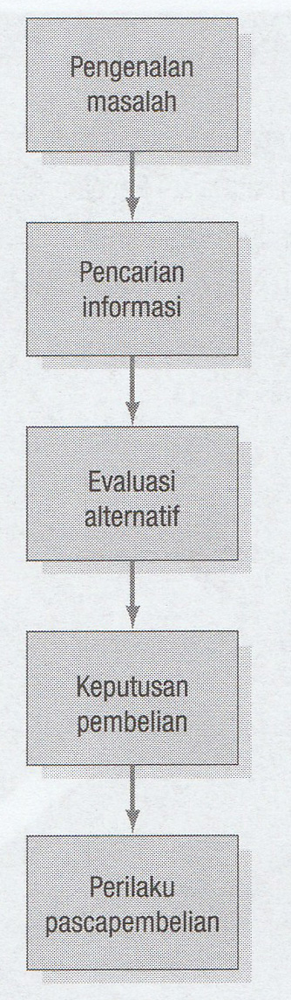 Pengenalan
masalah
Pencarian
informasi
Evaluasi
alternatif
Keputusan
pembelian
Perilaku
pascapembelian